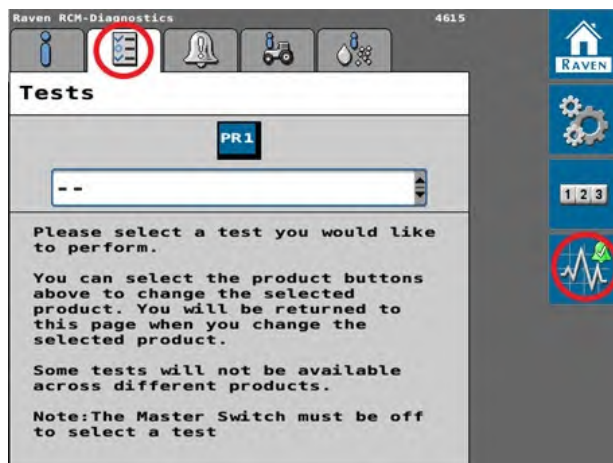 Raven RCM-Diagnostics 4615
RAVEN
Tests
PR1
1 2 3
--
Please select a test you would like
to perform.
You can select the product buttons
above to change the selected
product. You will be returned to
this page when you change the
selected product.
Some tests will not be available
across different products.
Note:The Master Switch must be off
to select a test